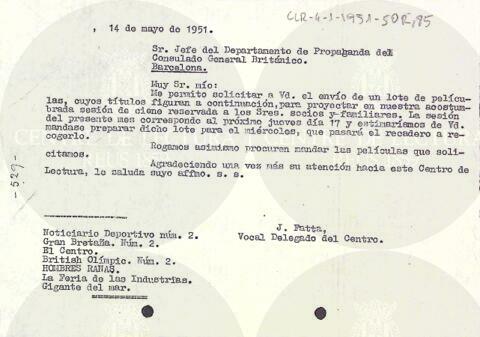 CLR-4-1-1951-SDR,95
, 14 de mayo de 1951.
Sr. Jefe del Departamento de Propaganda del
Consulado General Británico.
Barcelona.
Muy Sr. mío:
Me permito solicitar a Vd. el envío de un lote de pelícu-
las, cuyos títulos figuran a continuación,para proyectar en nuestra acostum-
brada sesión de ciene reservada a los Sres. socios y-familiares. La sesión
del presente mes corresponde al próximo jueves día 17 y estimaríamos de Vd.
mandase preparar dicho lote para el miércoles, que pasará el recadero a re-
cogerlo.
Rogamos asimismo procuren mandar las películas que soli-
citamos.
Agradeciendo una vez más su atención hacia este Centro de
Lectura, le saluda suyo affmo. s. s.
-529-
J. Fatta,
Vocal Delegado del Centro.
Noticiario Deportivo núm. 2.
Gran Bretaña. Núm. 2.
El Centro.
British Olímpic. Núm. 2.
HOMBRES RANAS.
La Feria de las Industrias.
Gigante del mar.